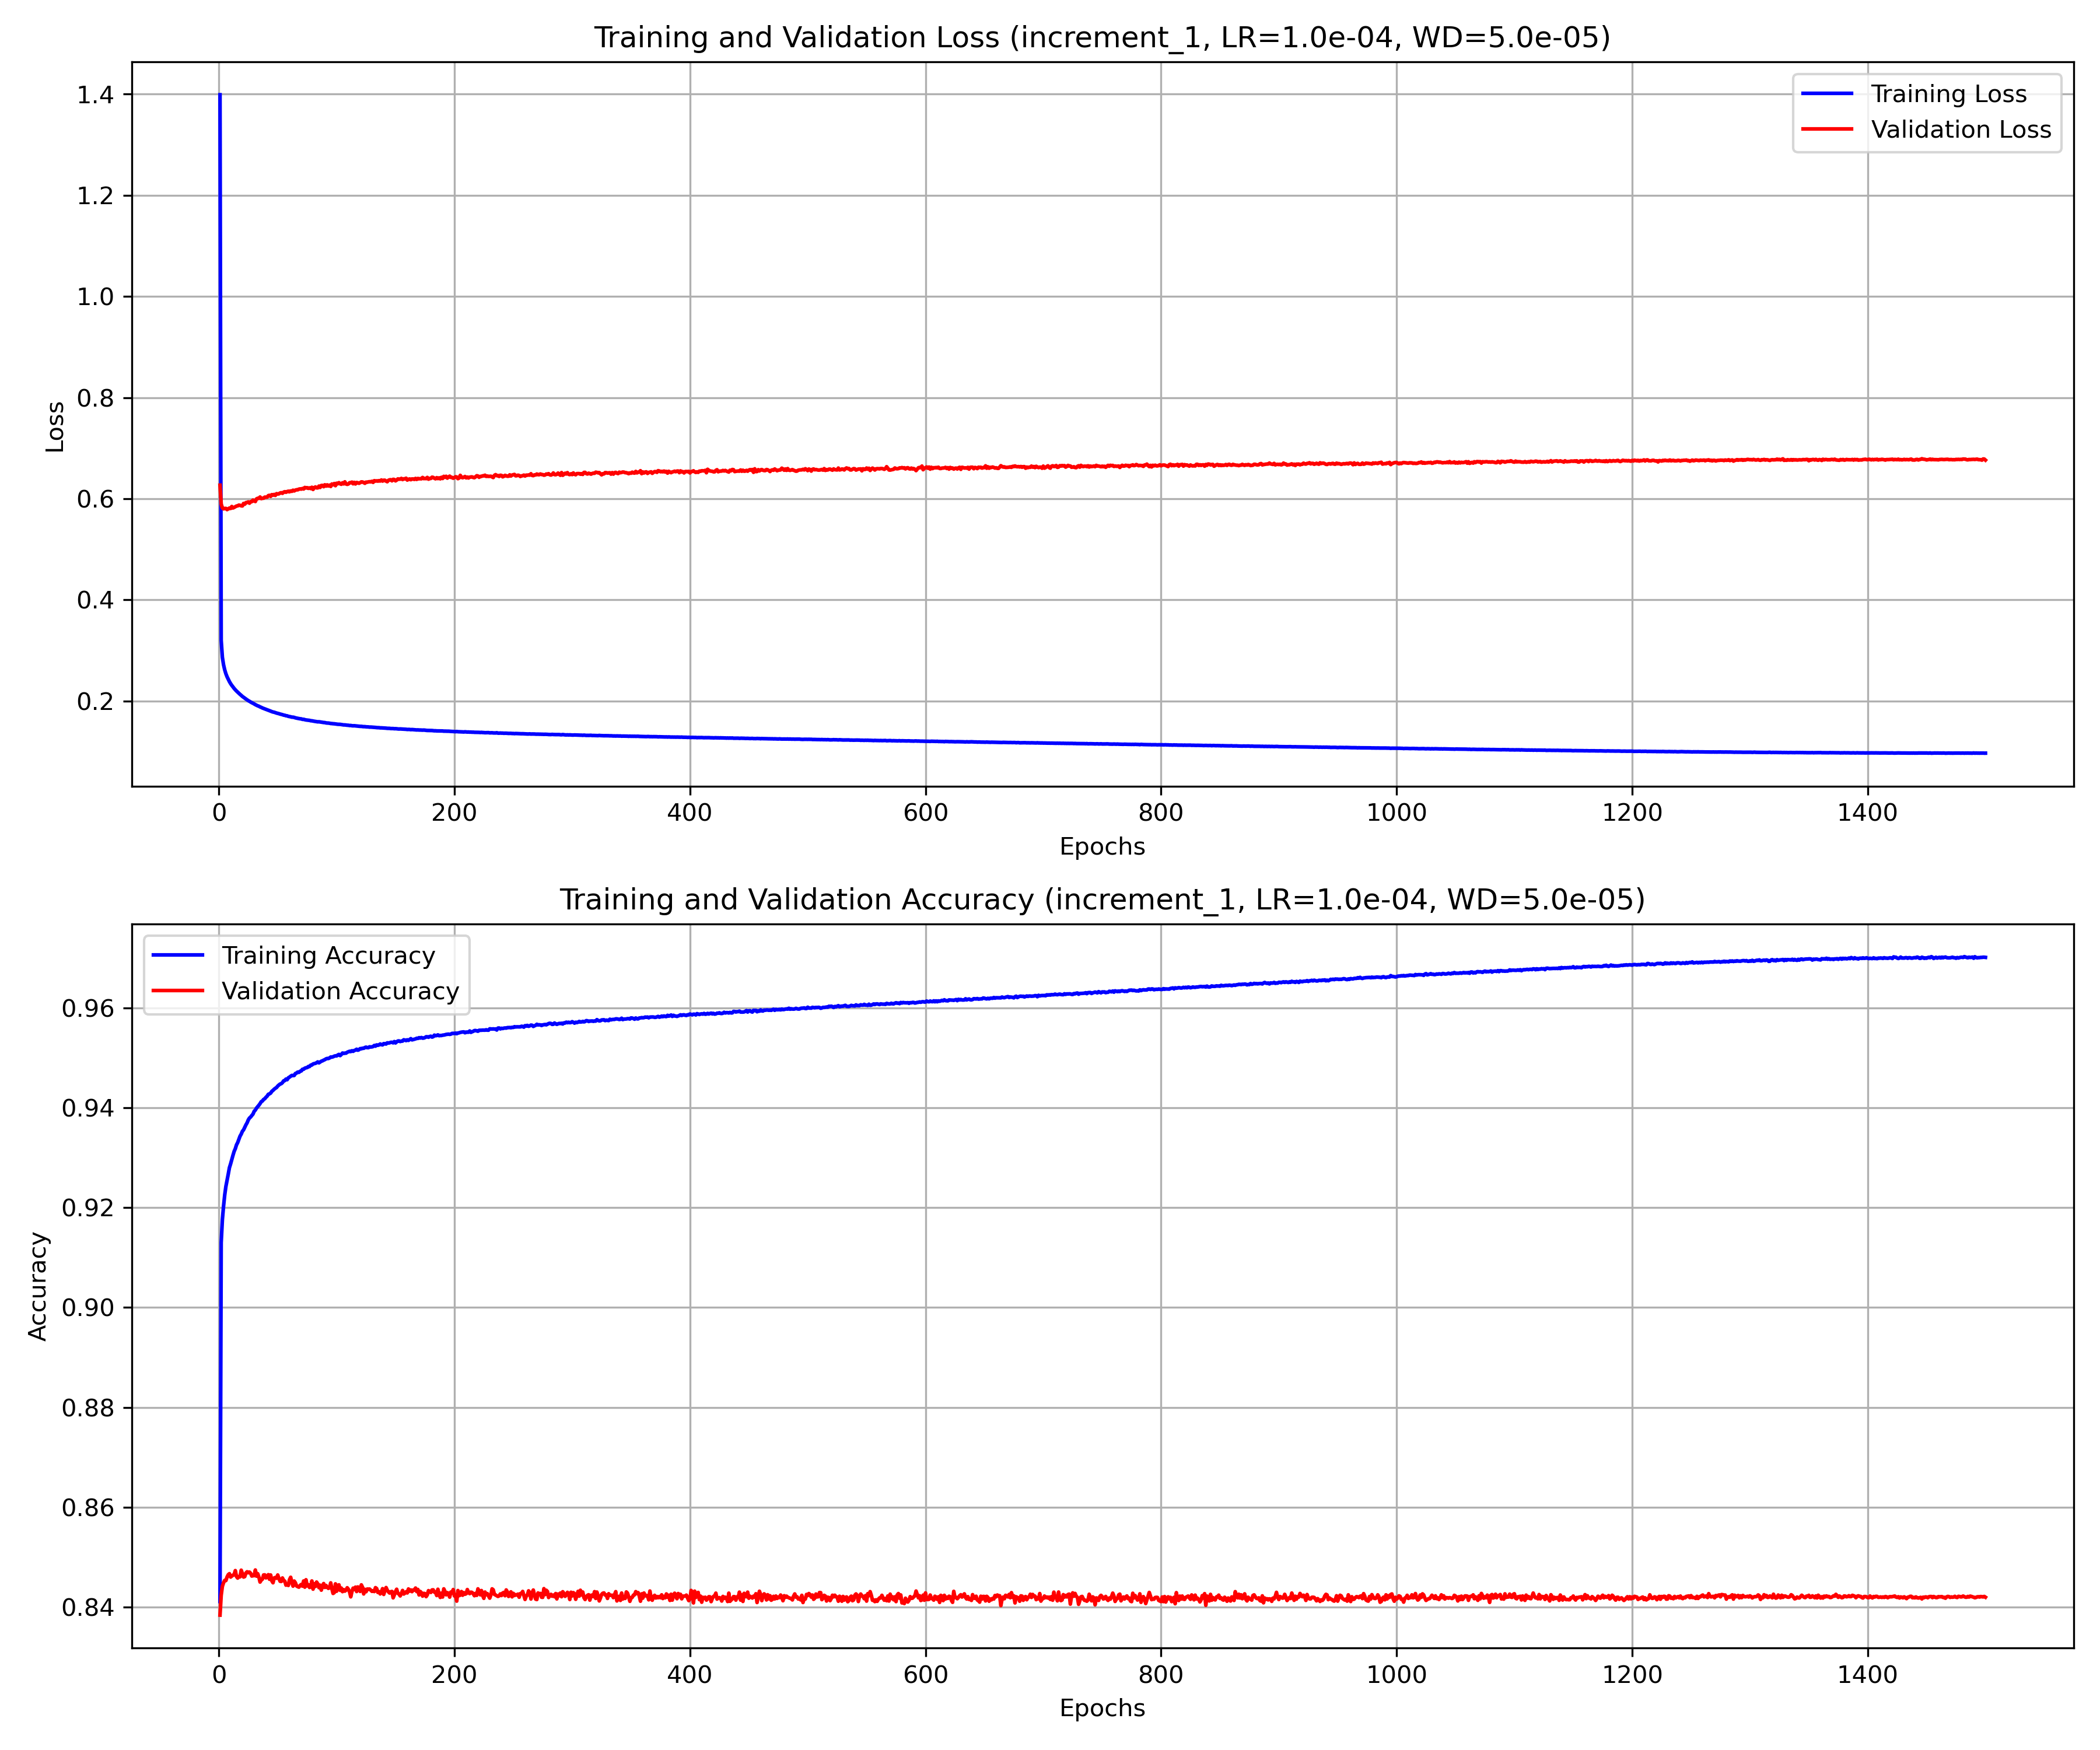 Training and Validation Loss (increment_1, LR=1.0e-04, WD=5.0e-05)
Training Loss
Validation Loss
1.4
1.2
1.0
0.8
0.6
0.4
0.2
Loss
0 200 400 600 800 1000 1200 1400
Epochs
Training and Validation Accuracy (increment_1, LR=1.0e-04, WD=5.0e-05)
Training Accuracy
Validation Accuracy
0.96
0.94
0.92
0.90
0.88
0.86
0.84
Accuracy
0 200 400 600 800 1000 1200 1400
Epochs